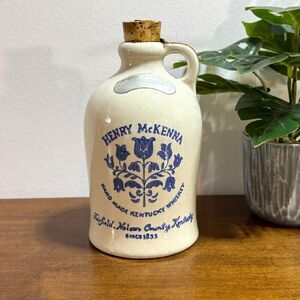 HENRY McKENNA
HAND MADE KENTUCKY WHISKEY
Fairfield, Nelson County, Kentucky
SINCE 1855